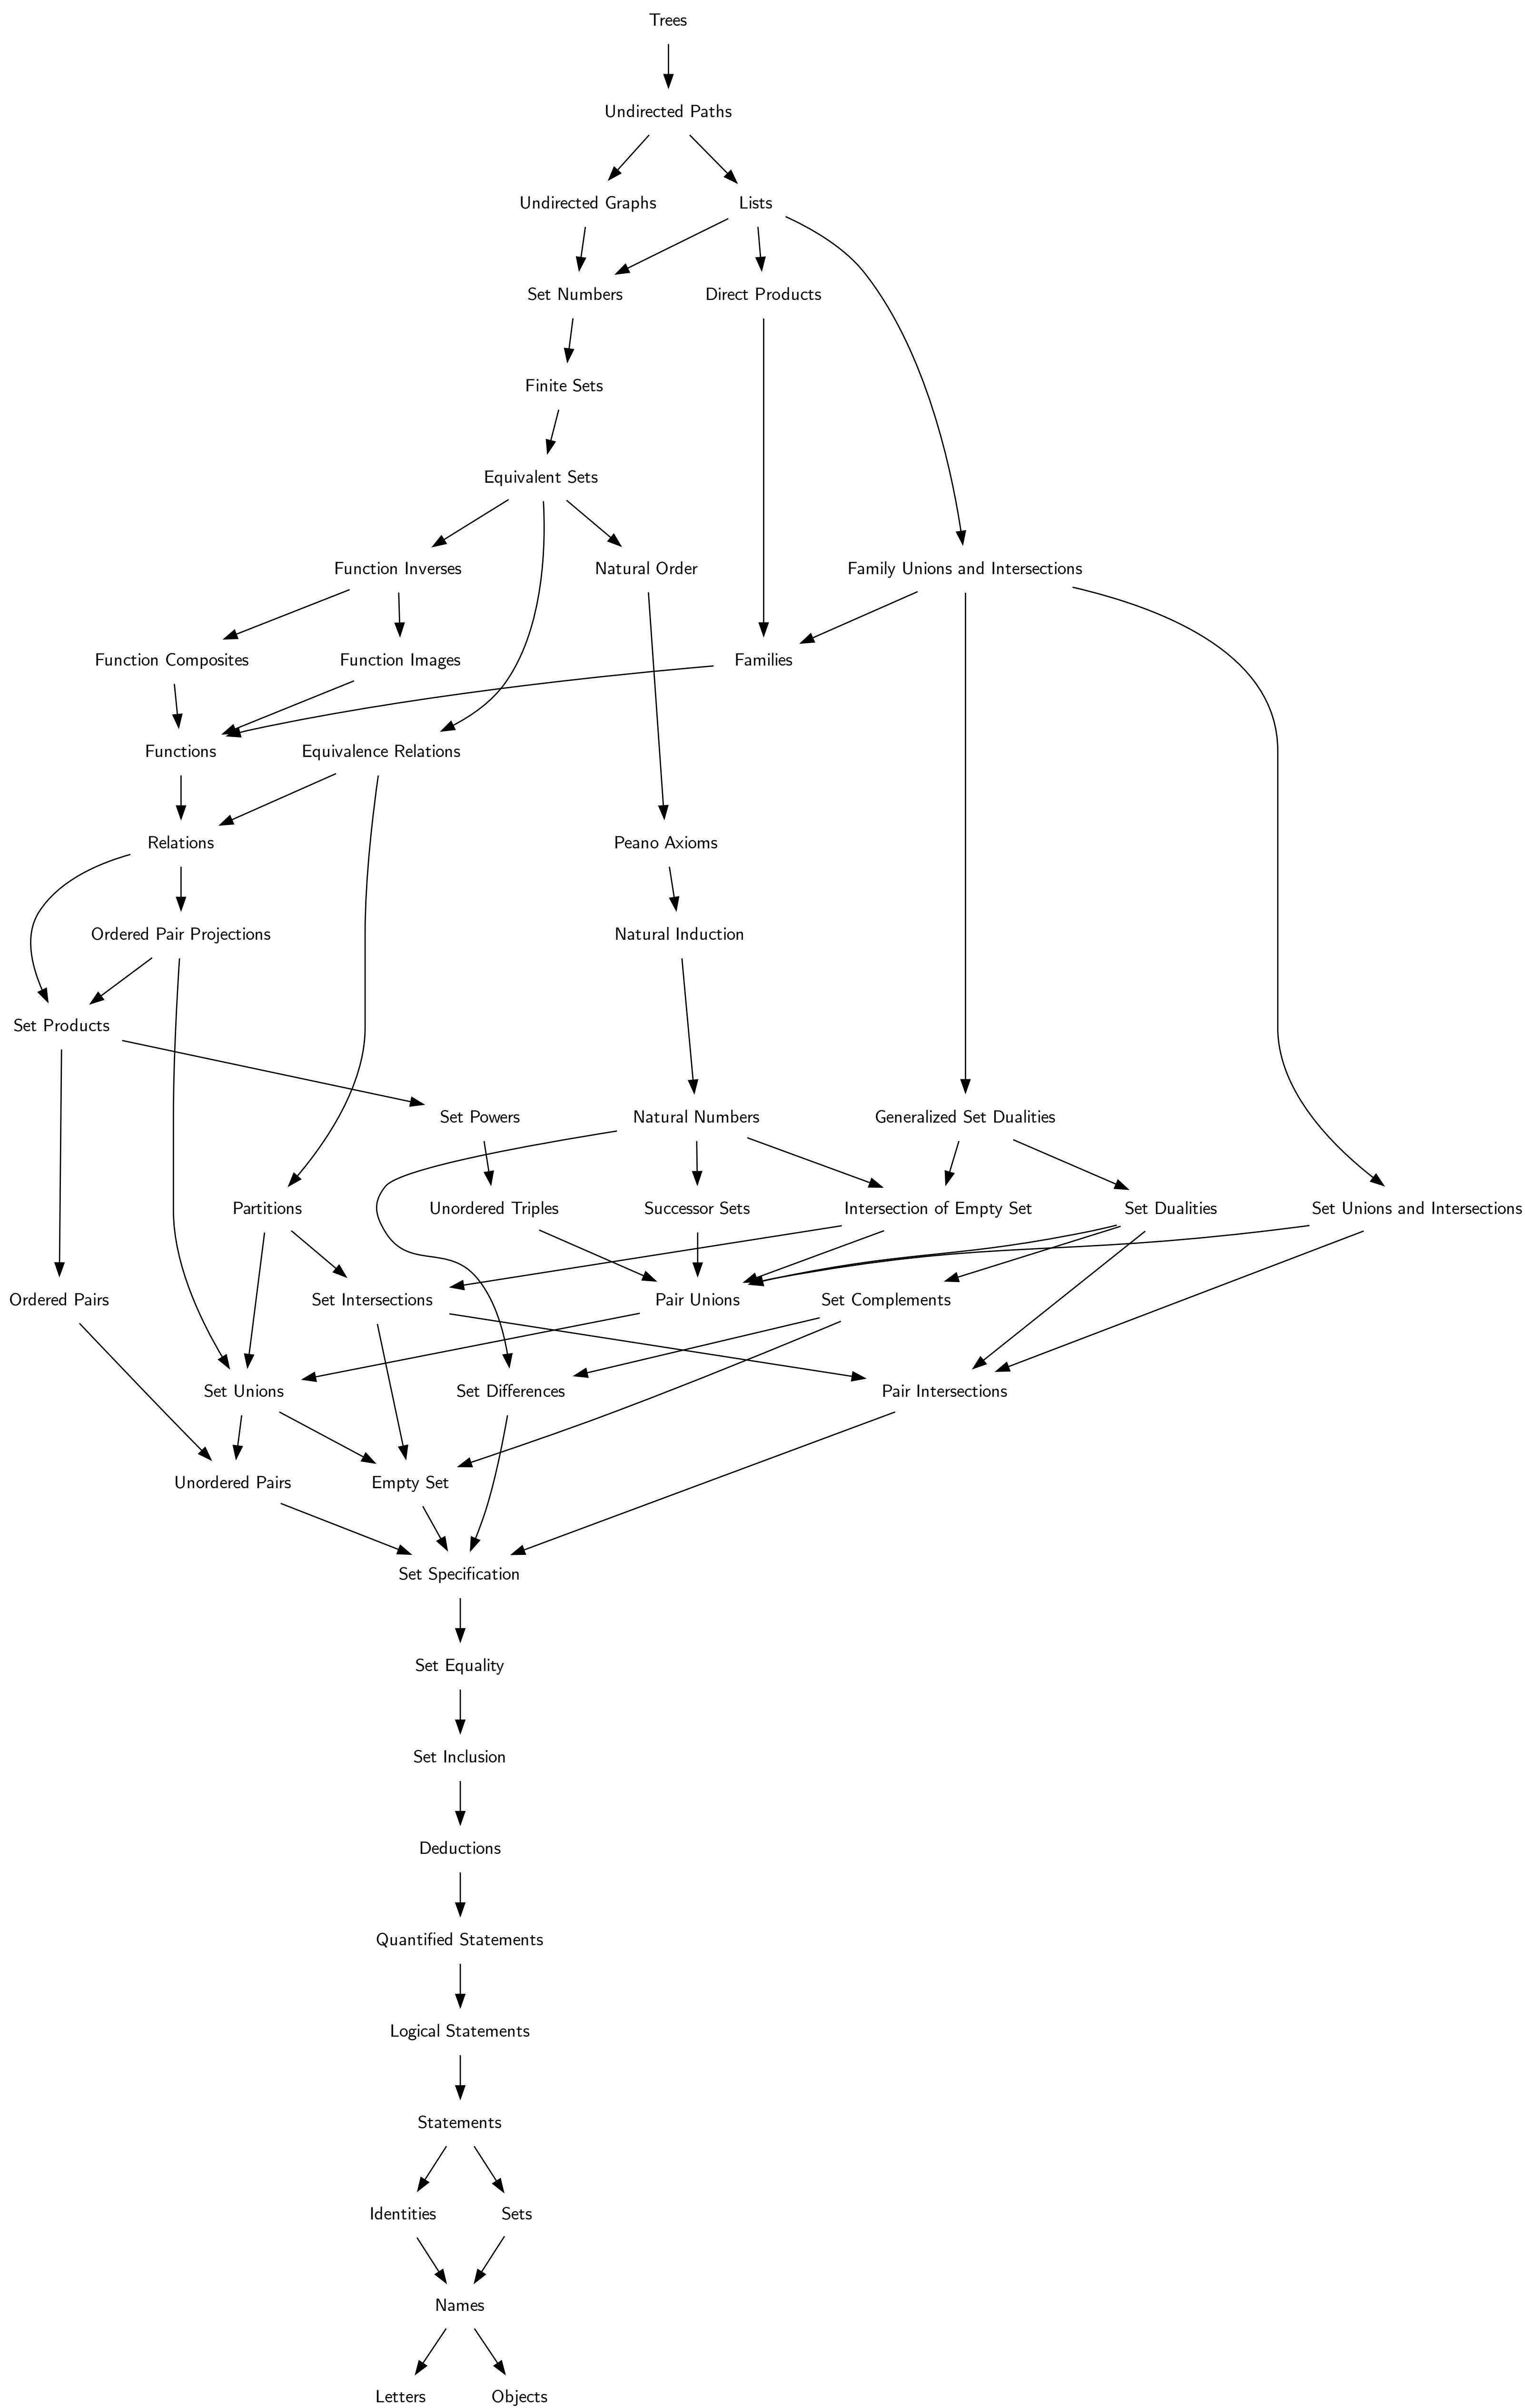 Trees
Undirected Paths
Undirected Graphs
Lists
Set Numbers
Direct Products
Finite Sets
Equivalent Sets
Function Inverses
Natural Order
Family Unions and Intersections
Function Composites
Function Images
Families
Functions
Equivalence Relations
Relations
Peano Axioms
Ordered Pair Projections
Natural Induction
Set Products
Set Powers
Natural Numbers
Generalized Set Dualities
Partitions
Unordered Triples
Successor Sets
Intersection of Empty Set
Set Dualities
Set Unions and Intersections
Ordered Pairs
Set Intersections
Pair Unions
Set Complements
Set Unions
Set Differences
Pair Intersections
Unordered Pairs
Empty Set
Set Specification
Set Equality
Set Inclusion
Deductions
Quantified Statements
Logical Statements
Statements
Identities
Sets
Names
Letters
Objects